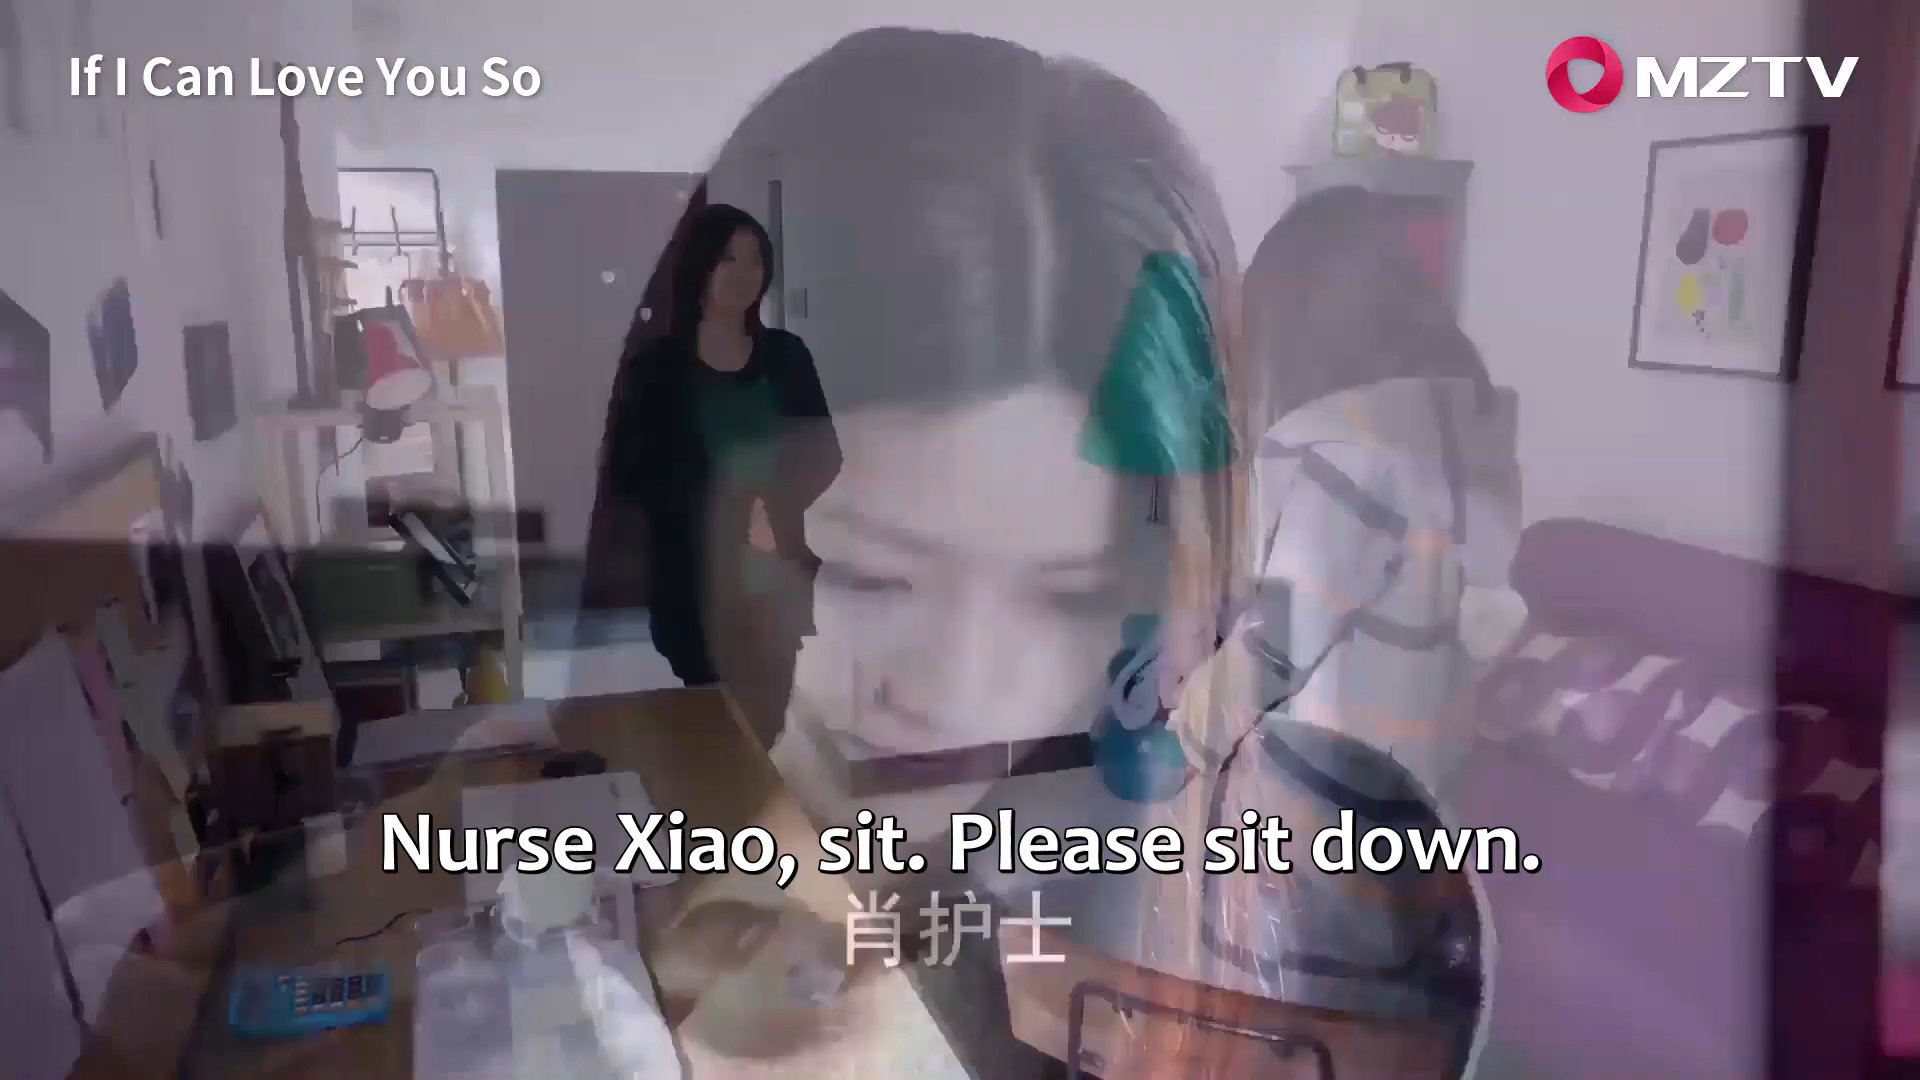 If I Can Love You So
MZTV
Nurse Xiao, sit. Please sit down.
肖护士